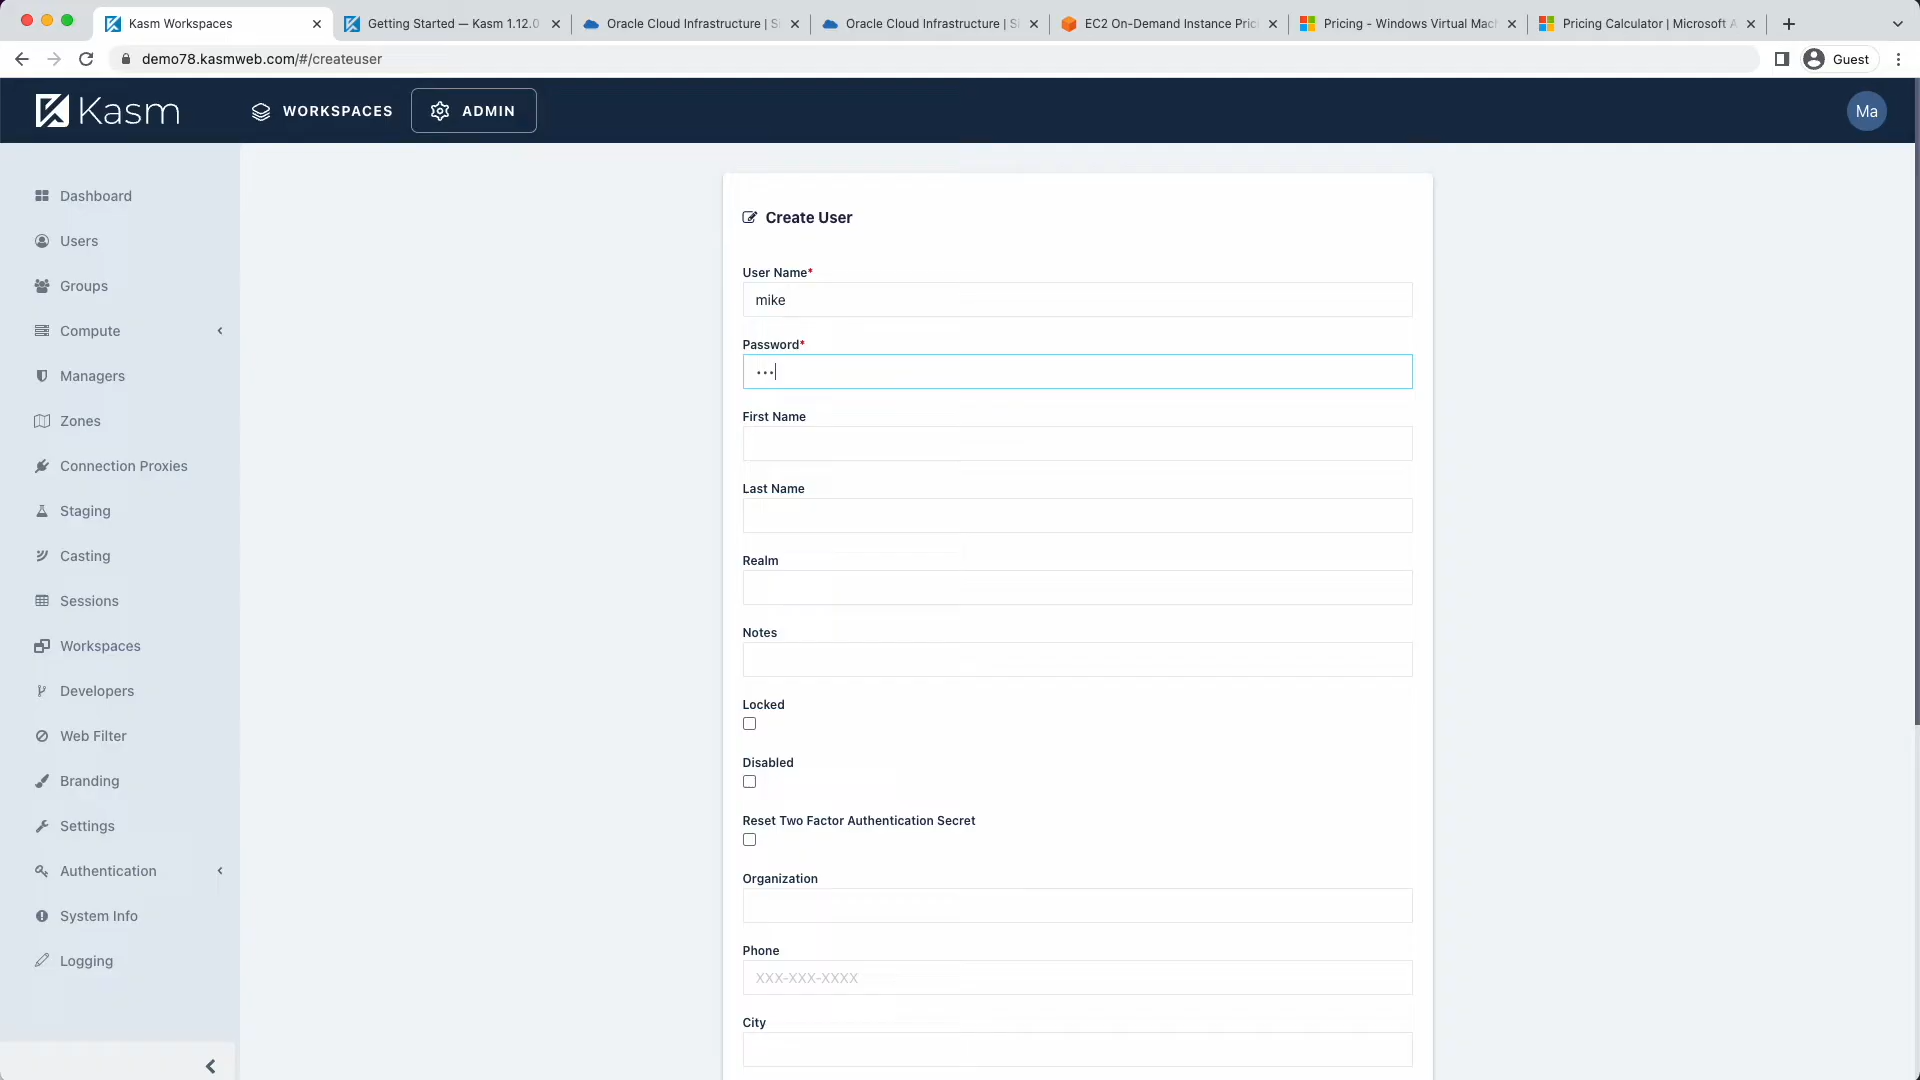 Kasm Workspaces
Getting Started — Kasm 1.12.0
Oracle Cloud Infrastructure | Si
Oracle Cloud Infrastructure | Si
EC2 On-Demand Instance Pric
Pricing - Windows Virtual Mach
Pricing Calculator | Microsoft A
demo78.kasmweb.com/#/createuser
Guest
Kasm
WORKSPACES
ADMIN
Ma
Dashboard
Users
Groups
Compute
Managers
Zones
Connection Proxies
Staging
Casting
Sessions
Workspaces
Developers
Web Filter
Branding
Settings
Authentication
System Info
Logging
Create User
User Name*
mike
Password*
•••
First Name
Last Name
Realm
Notes
Locked
Disabled
Reset Two Factor Authentication Secret
Organization
Phone
XXX-XXX-XXXX
City